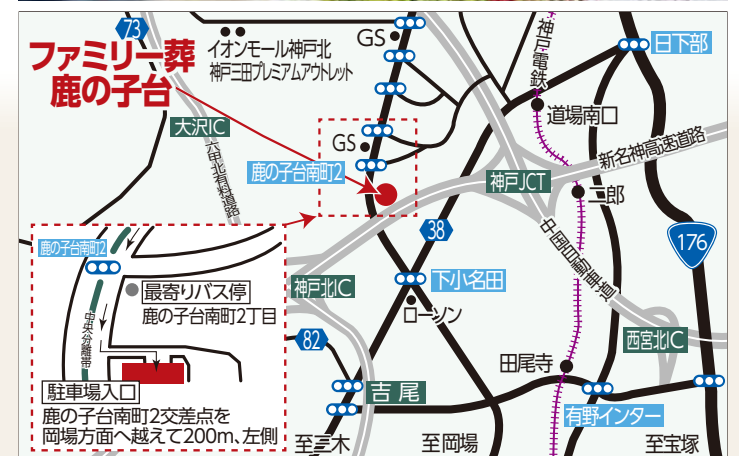 73
イオンモール神戸北
神戸三田プレミアムアウトレット
GS
神戸電鉄
日下部
ファミリー葬
鹿の子台
大沢IC
六甲北有料道路
GS
鹿の子台南町2
道場南口
新名神高速道路
神戸JCT
二郎
38
176
中国自動車道
鹿の子台南町2
最寄りバス停
鹿の子台南町2丁目
中央分離帯
神戸北IC
下小名田
ローソン
82
西宮北IC
田尾寺
駐車場入口
鹿の子台南町2交差点を
岡場方面へ越えて200m、左側
吉尾
有野インター
至三木
至岡場
至宝塚